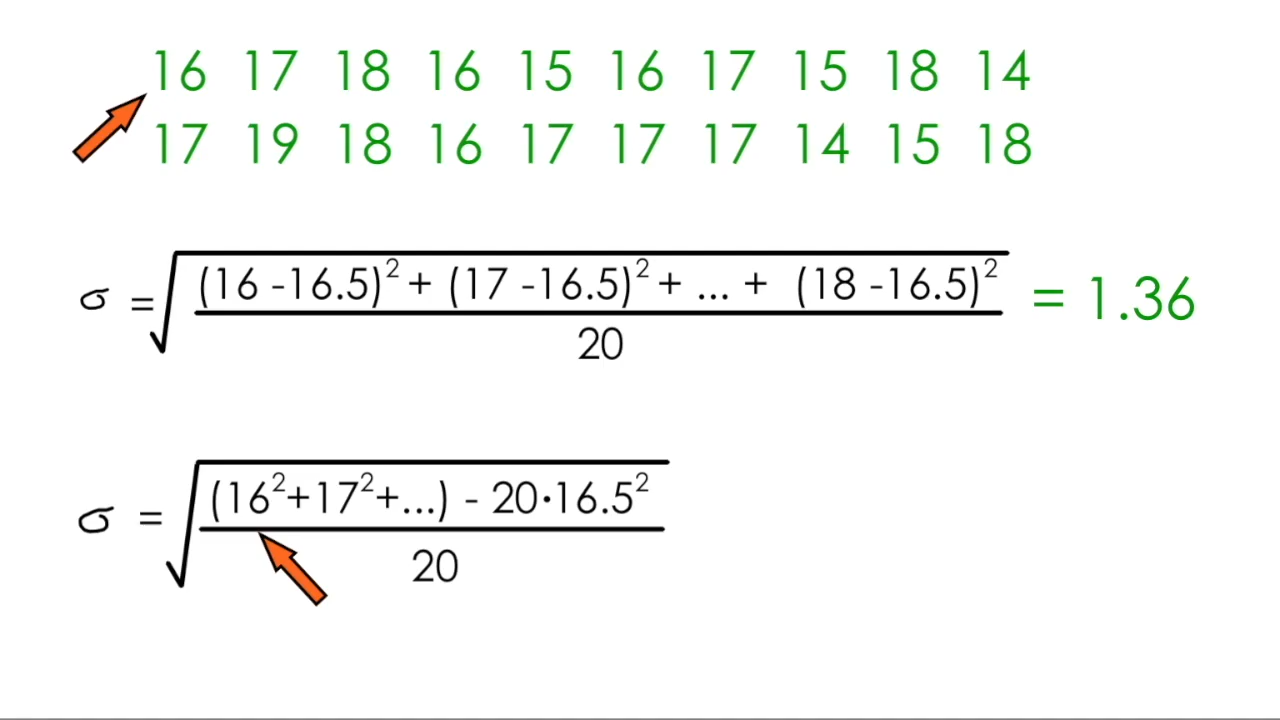 16 17 18 16 15 16 17 15 18 14
17 19 18 16 17 17 17 14 15 18
σ = √((16 -16.5)² + (17 -16.5)² + ... + (18 -16.5)² / 20) = 1.36
σ = √((16²+17²+...) - 20·16.5² / 20)